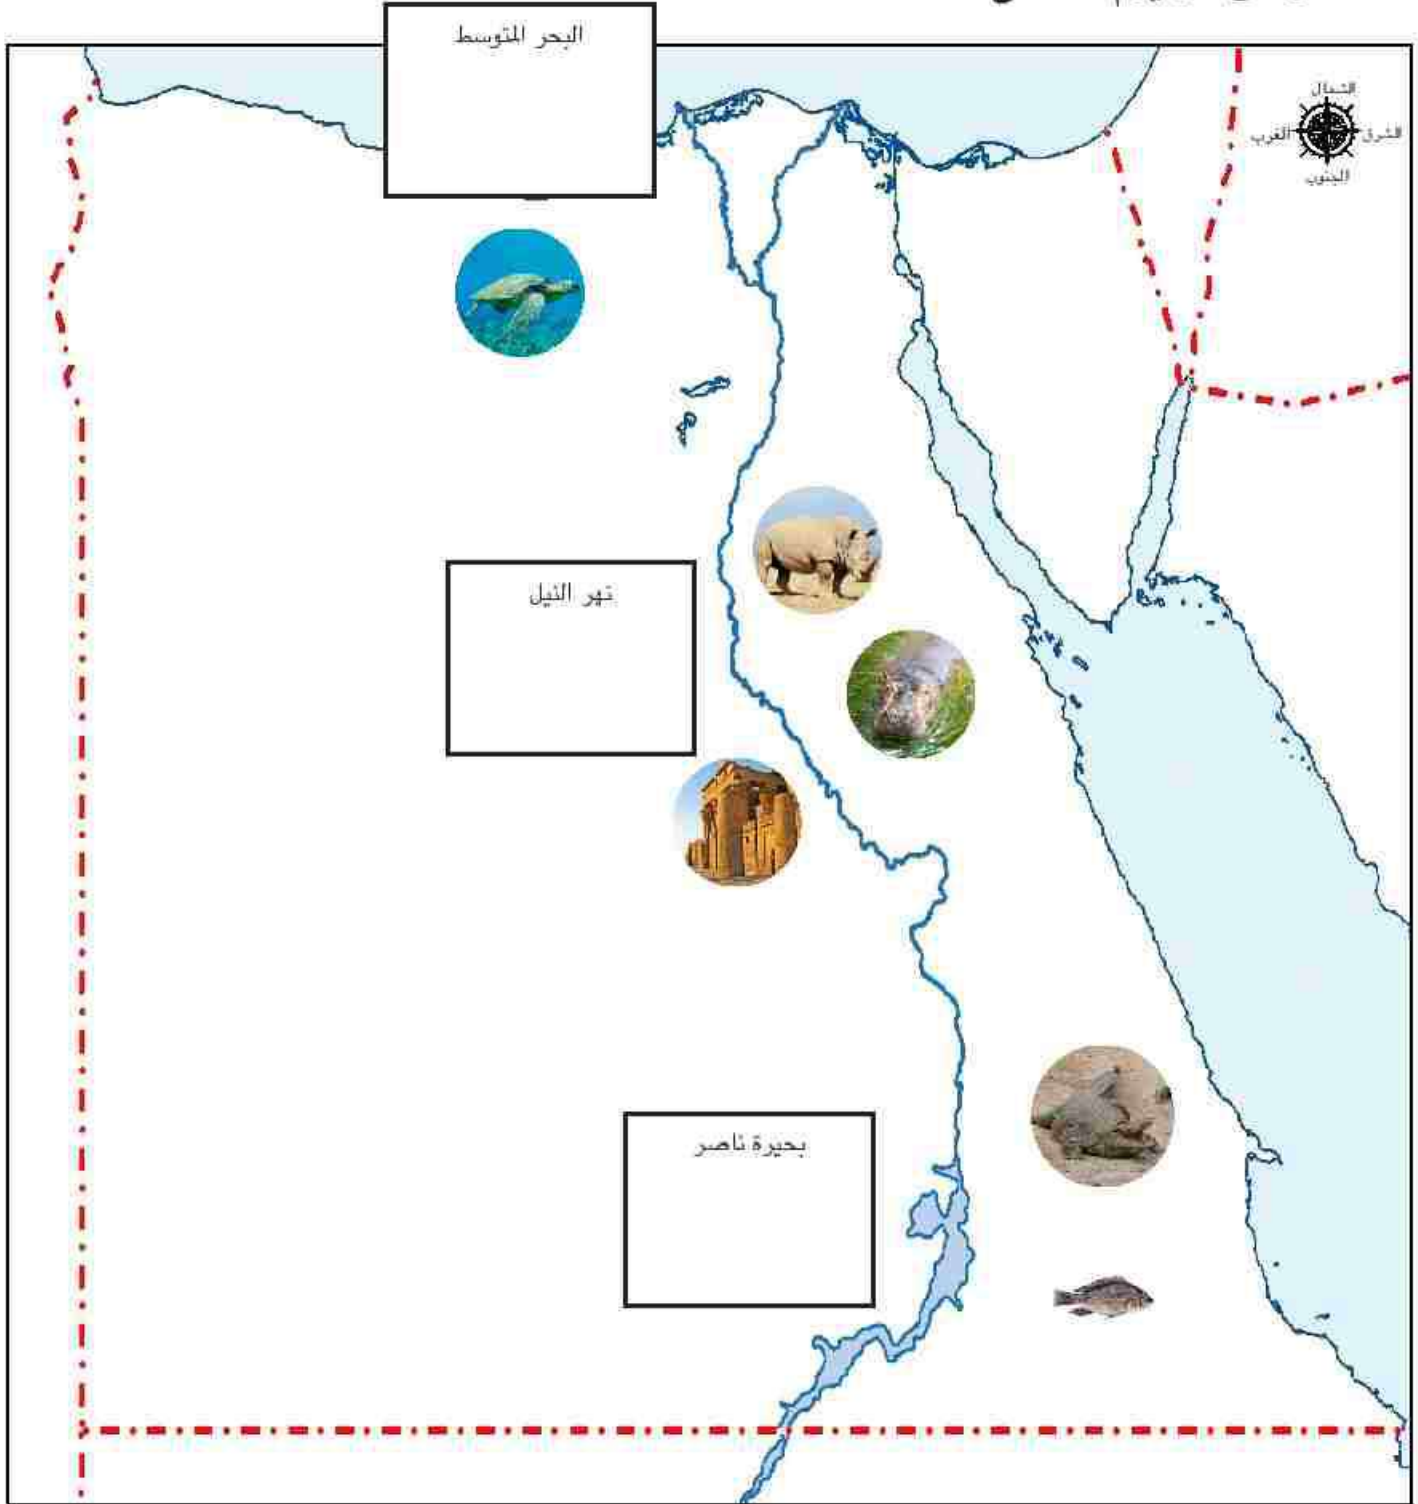 البحر المتوسط
الشمال
الشرق
الغرب
الجنوب
نهر النيل
بحيرة ناصر